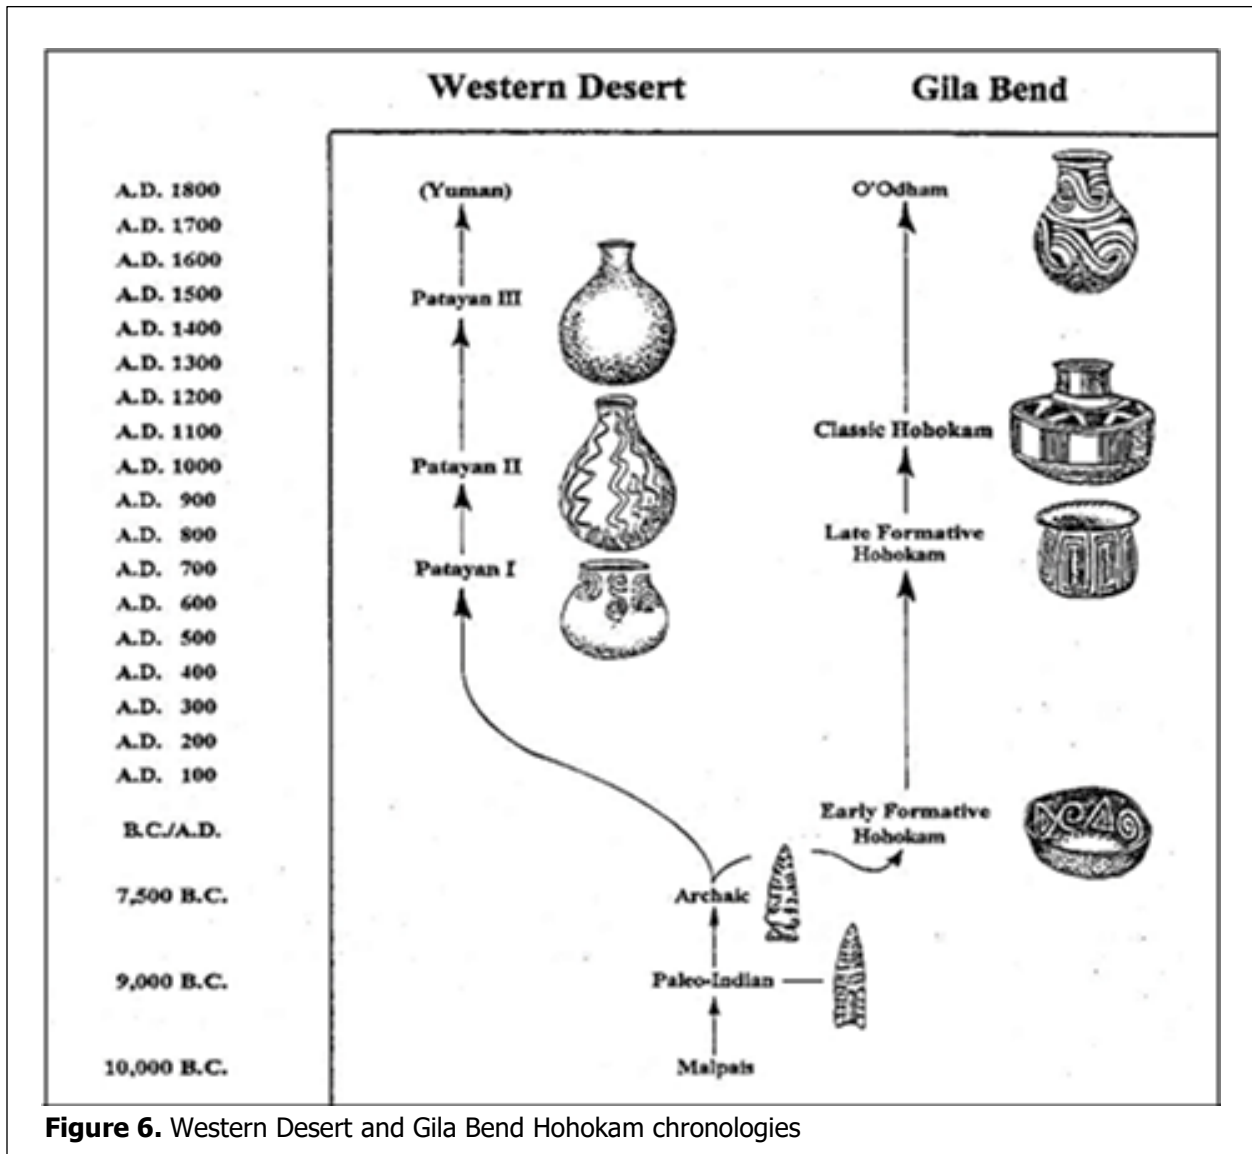 Western Desert Gila Bend
A.D. 1800 (Yuman) O'Odham
A.D. 1700
A.D. 1600
A.D. 1500 Patayan III
A.D. 1400
A.D. 1300
A.D. 1200
A.D. 1100 Classic Hohokam
A.D. 1000 Patayan II
A.D. 900
A.D. 800 Late Formative
Hohokam
A.D. 700 Patayan I
A.D. 600
A.D. 500
A.D. 400
A.D. 300
A.D. 200
A.D. 100
Early Formative
B.C./A.D. Hohokam
7,500 B.C. Archaic
9,000 B.C. Paleo-Indian
10,000 B.C. Malpais
Figure 6. Western Desert and Gila Bend Hohokam chronologies